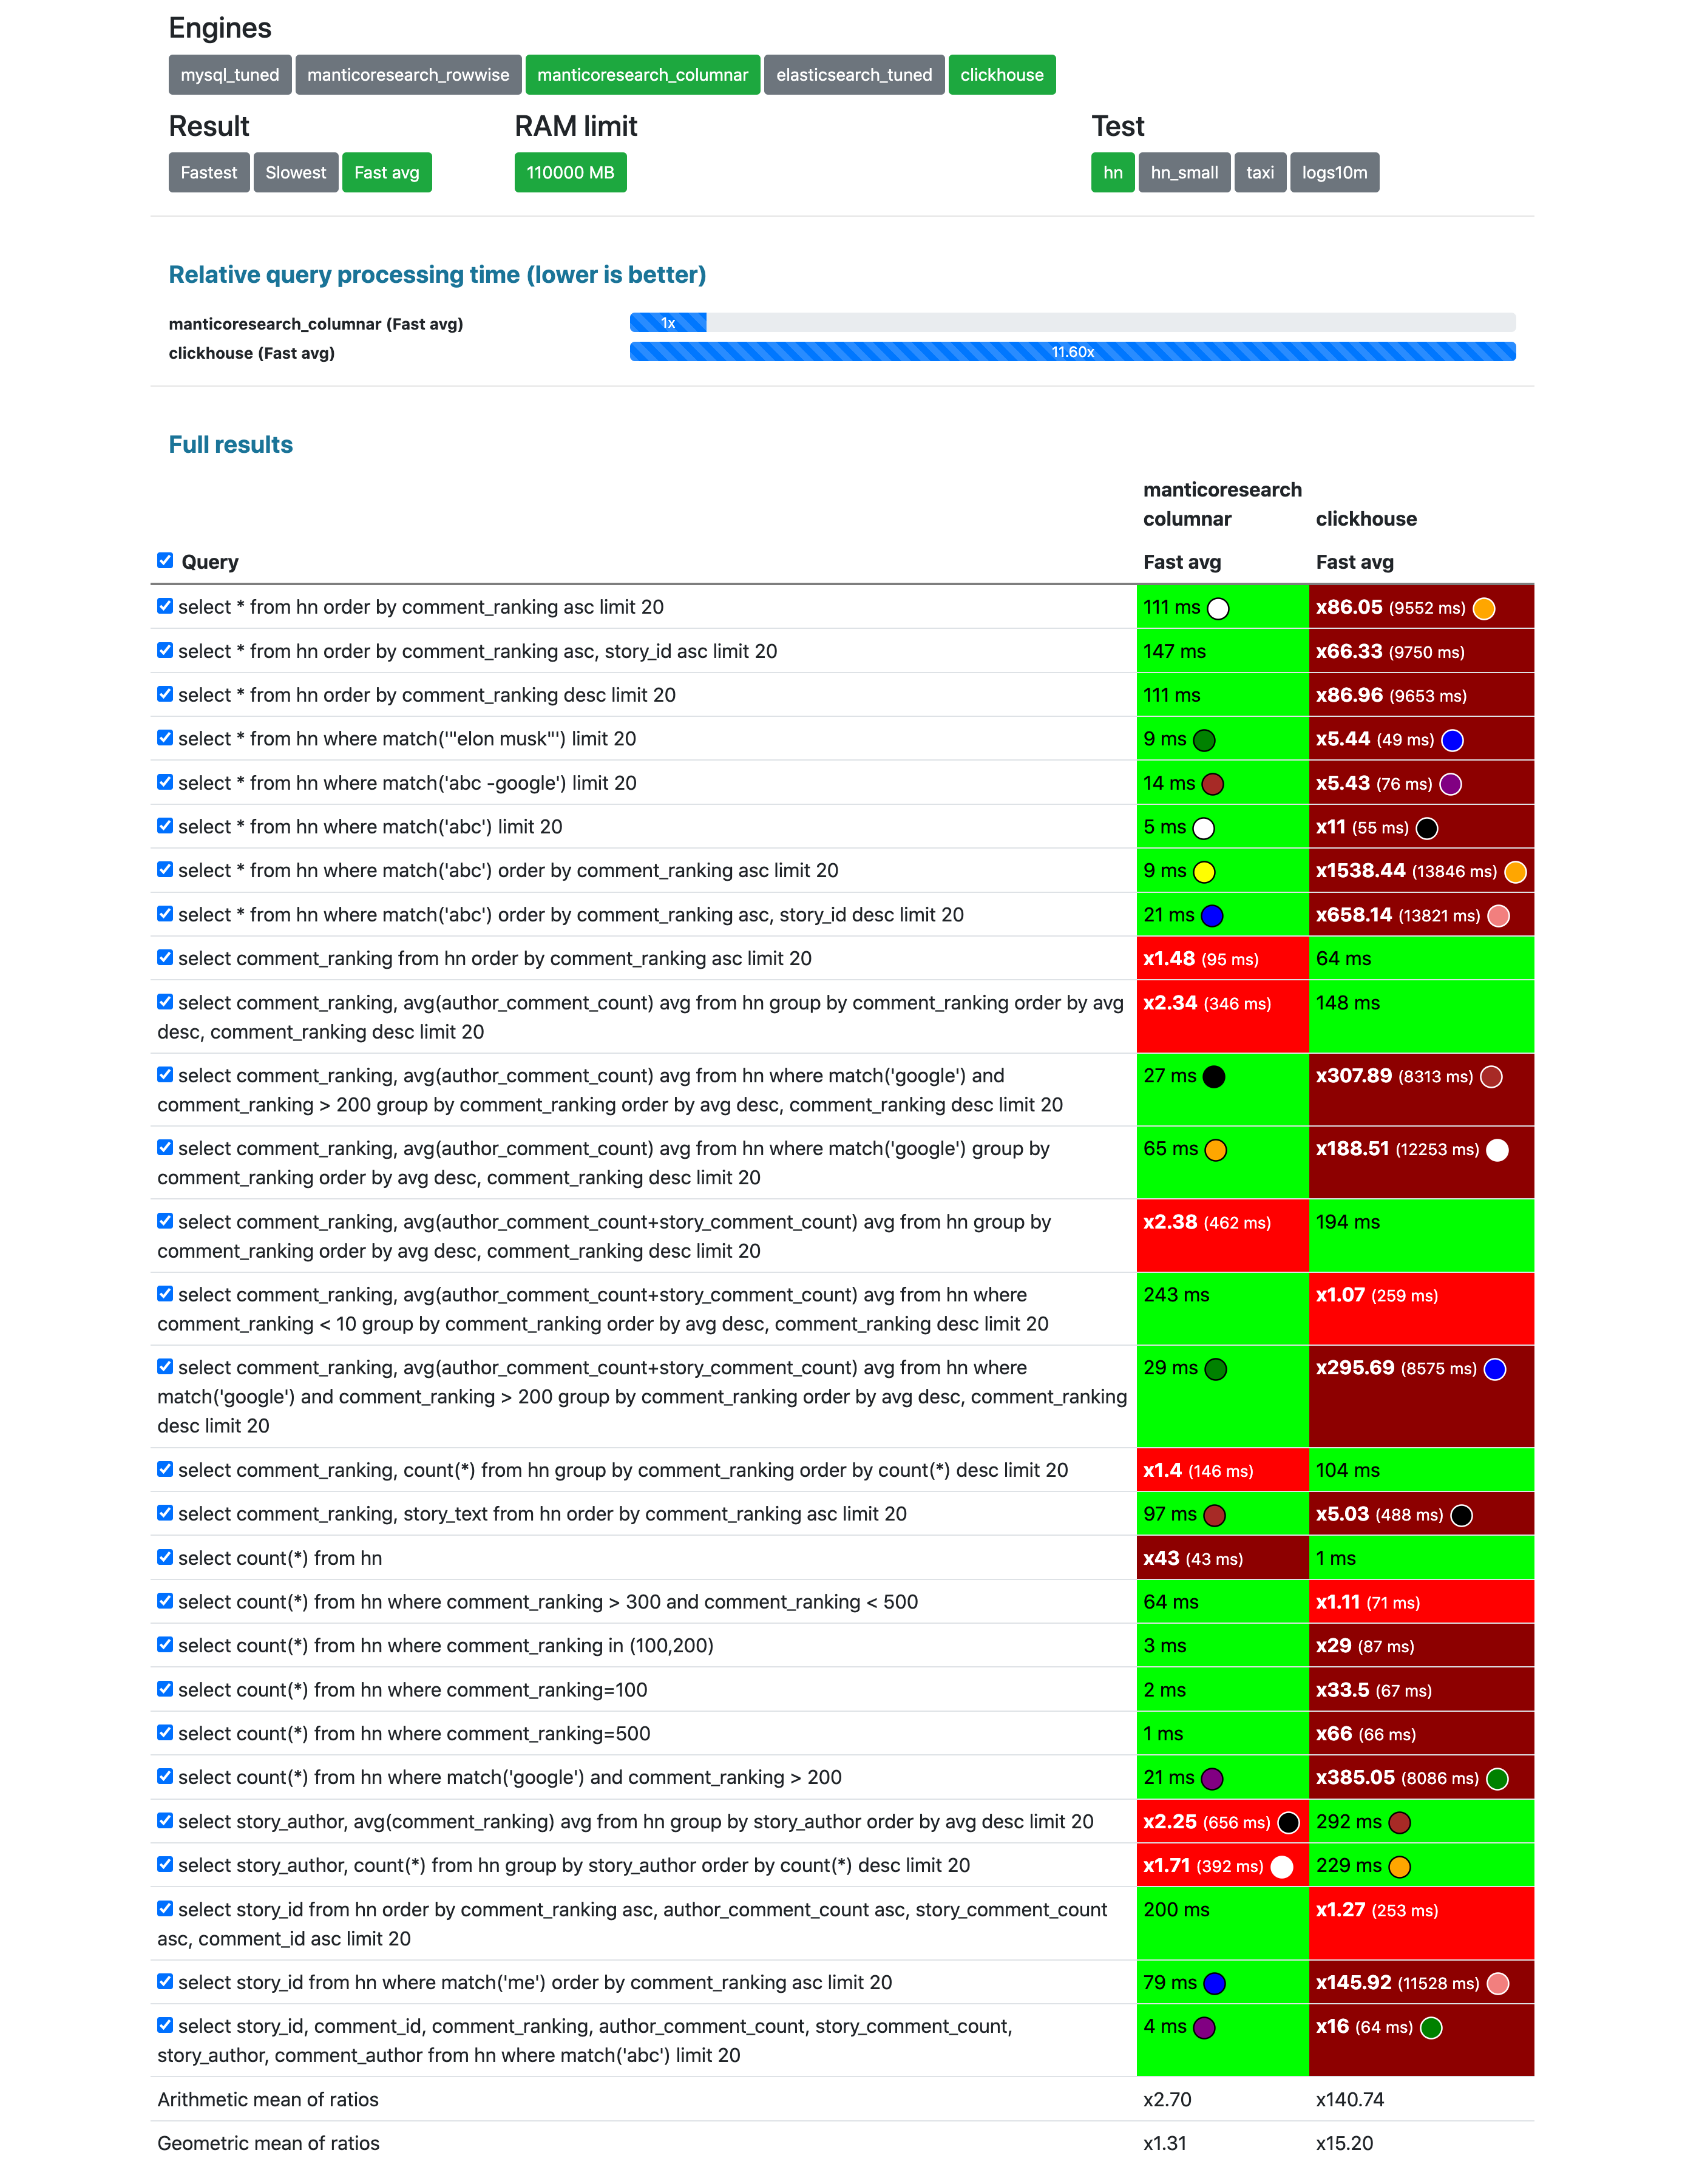 Engines
mysql_tuned manticoresearch_rowwise manticoresearch_columnar elasticsearch_tuned clickhouse
Result RAM limit Test
Fastest Slowest Fast avg 110000 MB hn hn_small taxi logs10m
Relative query processing time (lower is better)
manticoresearch_columnar (Fast avg) 1x
clickhouse (Fast avg) 11.60x
Full results
manticoresearch
columnar clickhouse
Query Fast avg Fast avg
select * from hn order by comment_ranking asc limit 20 111 ms x86.05 (9552 ms)
select * from hn order by comment_ranking asc, story_id asc limit 20 147 ms x66.33 (9750 ms)
select * from hn order by comment_ranking desc limit 20 111 ms x86.96 (9653 ms)
select * from hn where match('"elon musk"') limit 20 9 ms x5.44 (49 ms)
select * from hn where match('abc -google') limit 20 14 ms x5.43 (76 ms)
select * from hn where match('abc') limit 20 5 ms x11 (55 ms)
select * from hn where match('abc') order by comment_ranking asc limit 20 9 ms x1538.44 (13846 ms)
select * from hn where match('abc') order by comment_ranking asc, story_id desc limit 20 21 ms x658.14 (13821 ms)
select comment_ranking from hn order by comment_ranking asc limit 20 x1.48 (95 ms) 64 ms
select comment_ranking, avg(author_comment_count) avg from hn group by comment_ranking order by avg x2.34 (346 ms) 148 ms
desc, comment_ranking desc limit 20
select comment_ranking, avg(author_comment_count) avg from hn where match('google') and 27 ms x307.89 (8313 ms)
comment_ranking > 200 group by comment_ranking order by avg desc, comment_ranking desc limit 20
select comment_ranking, avg(author_comment_count) avg from hn where match('google') group by 65 ms x188.51 (12253 ms)
comment_ranking order by avg desc, comment_ranking desc limit 20
select comment_ranking, avg(author_comment_count+story_comment_count) avg from hn group by x2.38 (462 ms) 194 ms
comment_ranking order by avg desc, comment_ranking desc limit 20
select comment_ranking, avg(author_comment_count+story_comment_count) avg from hn where 243 ms x1.07 (259 ms)
comment_ranking < 10 group by comment_ranking order by avg desc, comment_ranking desc limit 20
select comment_ranking, avg(author_comment_count+story_comment_count) avg from hn where 29 ms x295.69 (8575 ms)
match('google') and comment_ranking > 200 group by comment_ranking order by avg desc, comment_ranking
desc limit 20
select comment_ranking, count(*) from hn group by comment_ranking order by count(*) desc limit 20 x1.4 (146 ms) 104 ms
select comment_ranking, story_text from hn order by comment_ranking asc limit 20 97 ms x5.03 (488 ms)
select count(*) from hn x43 (43 ms) 1 ms
select count(*) from hn where comment_ranking > 300 and comment_ranking < 500 64 ms x1.11 (71 ms)
select count(*) from hn where comment_ranking in (100,200) 3 ms x29 (87 ms)
select count(*) from hn where comment_ranking=100 2 ms x33.5 (67 ms)
select count(*) from hn where comment_ranking=500 1 ms x66 (66 ms)
select count(*) from hn where match('google') and comment_ranking > 200 21 ms x385.05 (8086 ms)
select story_author, avg(comment_ranking) avg from hn group by story_author order by avg desc limit 20 x2.25 (656 ms) 292 ms
select story_author, count(*) from hn group by story_author order by count(*) desc limit 20 x1.71 (392 ms) 229 ms
select story_id from hn order by comment_ranking asc, author_comment_count asc, story_comment_count 200 ms x1.27 (253 ms)
asc, comment_id asc limit 20
select story_id from hn where match('me') order by comment_ranking asc limit 20 79 ms x145.92 (11528 ms)
select story_id, comment_id, comment_ranking, author_comment_count, story_comment_count, 4 ms x16 (64 ms)
story_author, comment_author from hn where match('abc') limit 20
Arithmetic mean of ratios x2.70 x140.74
Geometric mean of ratios x1.31 x15.20